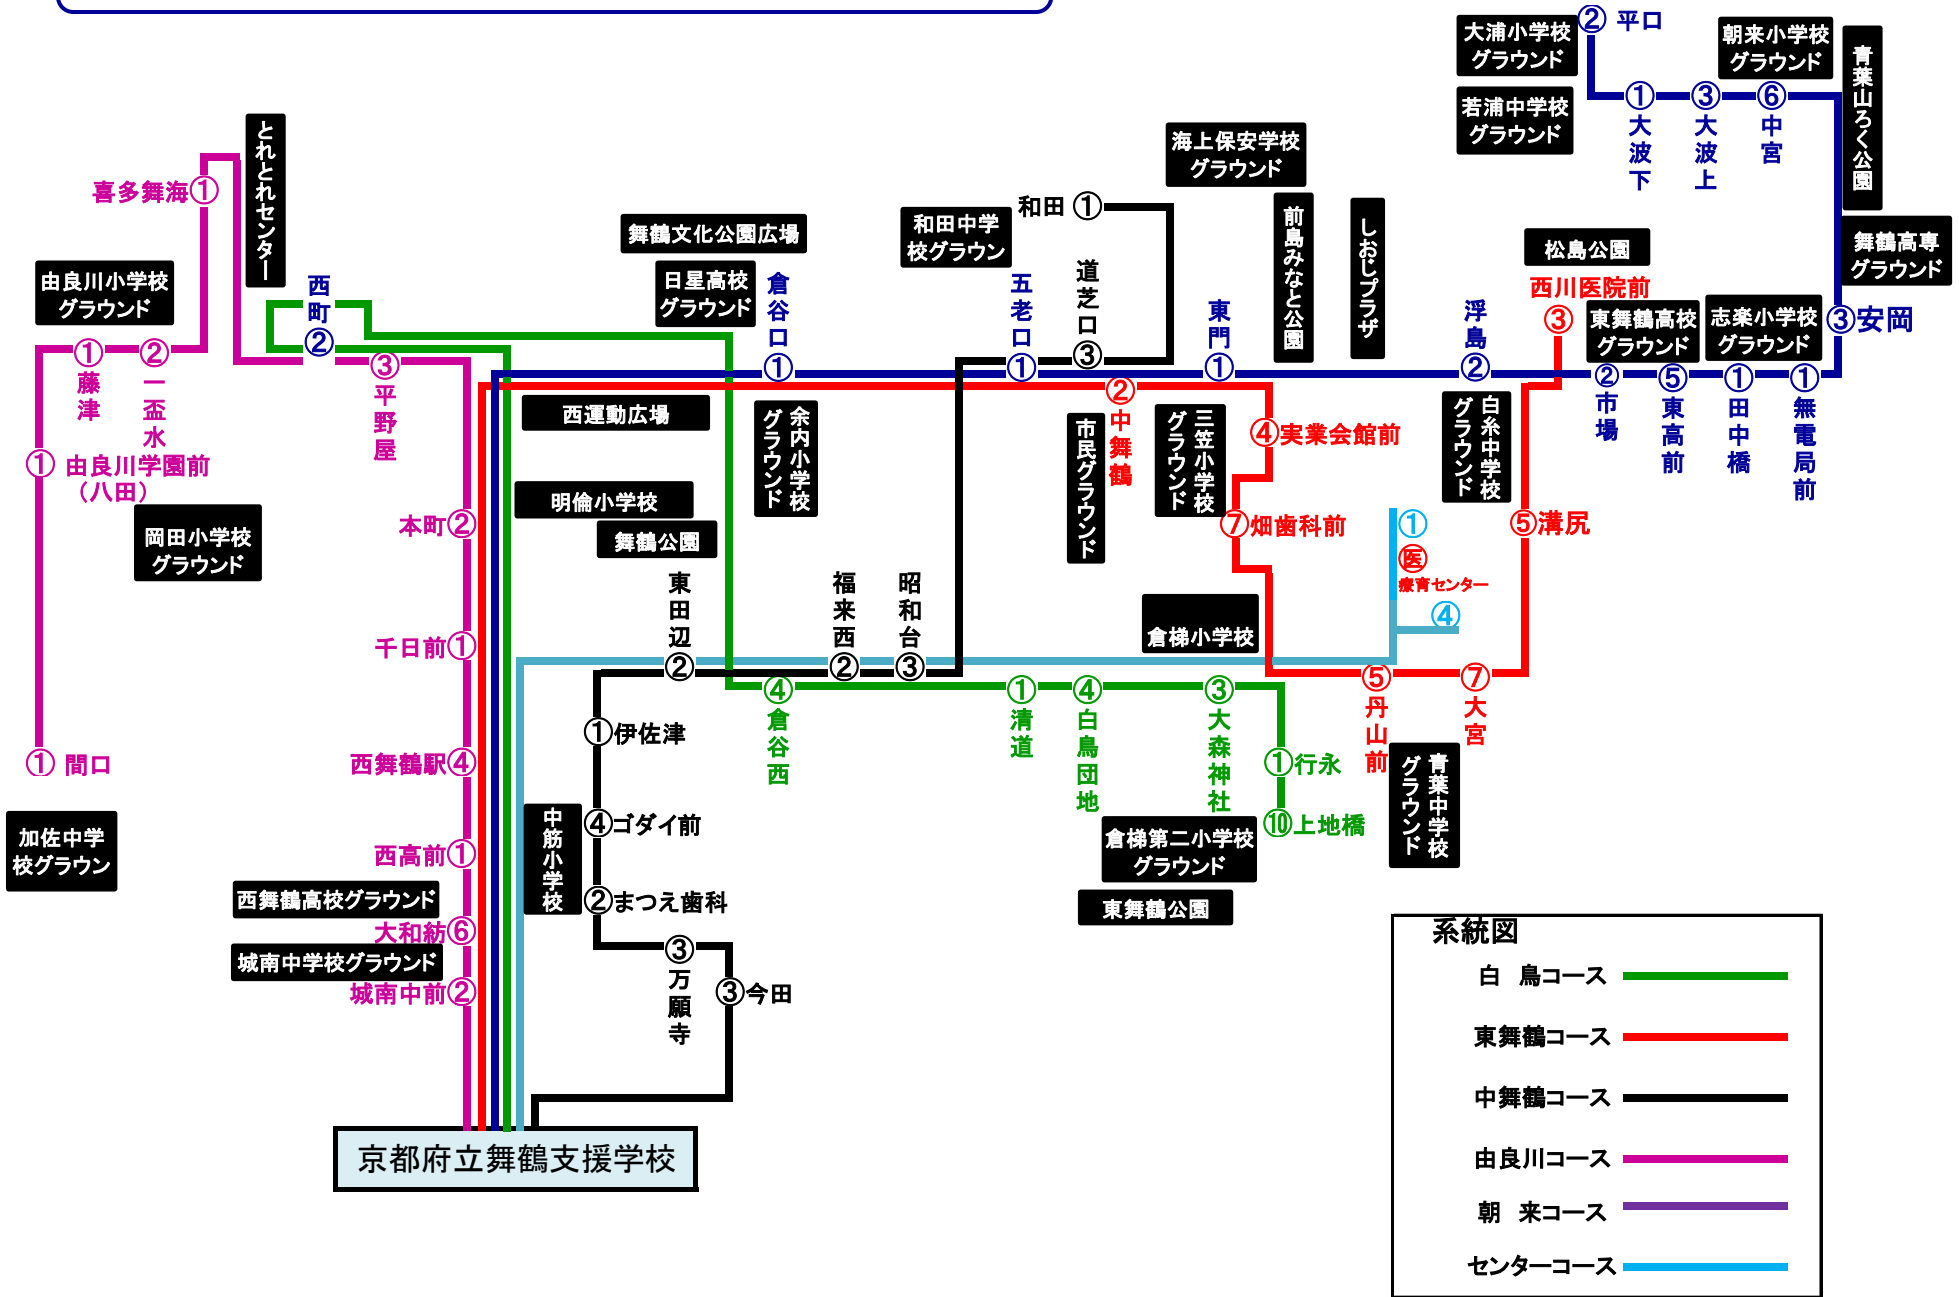 ② 平口
大浦小学校
グラウンド
若浦中学校
グラウンド
朝来小学校
グラウンド
青葉山ろく公園
① 大波下
③ 大波上
⑥ 中宮
舞鶴高専
グラウンド
③ 安岡
とれとれセンター
喜多舞海 ①
由良川小学校
グラウンド
西町
②
① 藤津
② 一盃水
③ 平野屋
① 由良川学園前
（八田）
岡田小学校
グラウンド
① 間口
加佐中学
校グラウン
本町 ②
千日前 ①
西舞鶴駅 ④
西高前 ①
西舞鶴高校グラウンド
大和紡 ⑥
城南中学校グラウンド
城南中前 ②
舞鶴文化公園広場
日星高校
グラウンド
倉谷口
①
西運動広場
余内小学校
グラウンド
明倫小学校
舞鶴公園
和田中学
校グラウン
和田 ①
五老口
①
道芝口
③
海上保安学校
グラウンド
前島みなと公園
しおじプラザ
東門
①
② 中舞鶴
市民グラウンド
三笠小学校
グラウンド
④ 実業会館前
⑦ 畑歯科前
浮島
②
松島公園
西川医院前
③
東舞鶴高校
グラウンド
志楽小学校
グラウンド
② 市場
⑤ 東高前
① 田中橋
① 無電局前
白糸中学校
グラウンド
⑤ 溝尻
①
医
療育センター
④
倉梯小学校
東田辺
②
福来西
②
昭和台
③
① 伊佐津
④ ゴダイ前
中筋小学校
② まつえ歯科
③ 万願寺
③ 今田
④ 倉谷西
① 清道
④ 白鳥団地
③ 大森神社
① 行永
⑩ 上地橋
倉梯第二小学校
グラウンド
東舞鶴公園
⑤ 丹山前
⑦ 大宮
青葉中学校
グラウンド
京都府立舞鶴支援学校
系統図
白 鳥コース
東舞鶴コース
中舞鶴コース
由良川コース
朝 来コース
センターコース